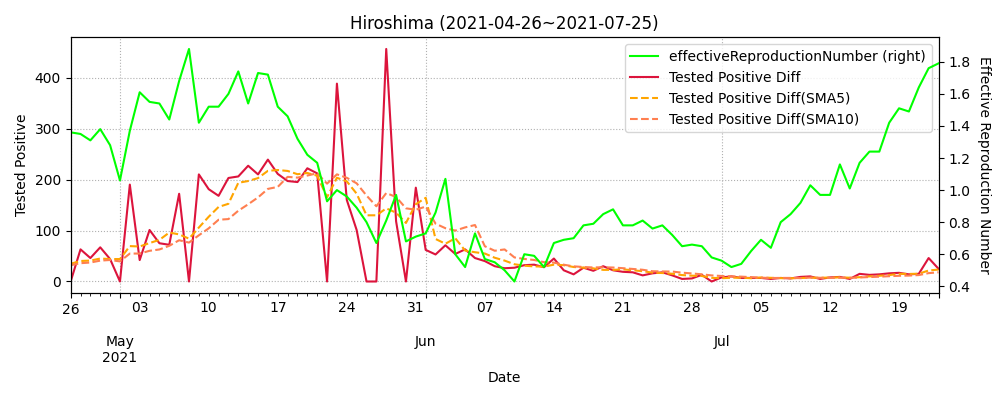 Hiroshima (2021-04-26~2021-07-25)
effectiveReproductionNumber (right)
Tested Positive Diff
Tested Positive Diff(SMA5)
Tested Positive Diff(SMA10)
Tested Positive
400
300
200
100
0
Effective Reproduction Number
1.8
1.6
1.4
1.2
1.0
0.8
0.6
0.4
26 03 10 17 24 31 07 14 21 28 05 12 19
May Jun Jul
2021
Date